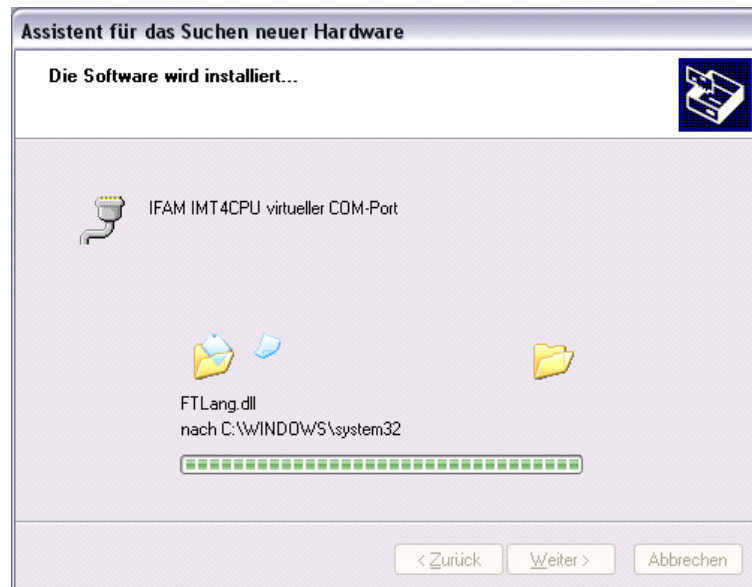 Assistent für das Suchen neuer Hardware
Die Software wird installiert...
IFAM IMT4CPU virtueller COM-Port
FTLang.dll
nach C:\WINDOWS\system32
< Zurück Weiter > Abbrechen